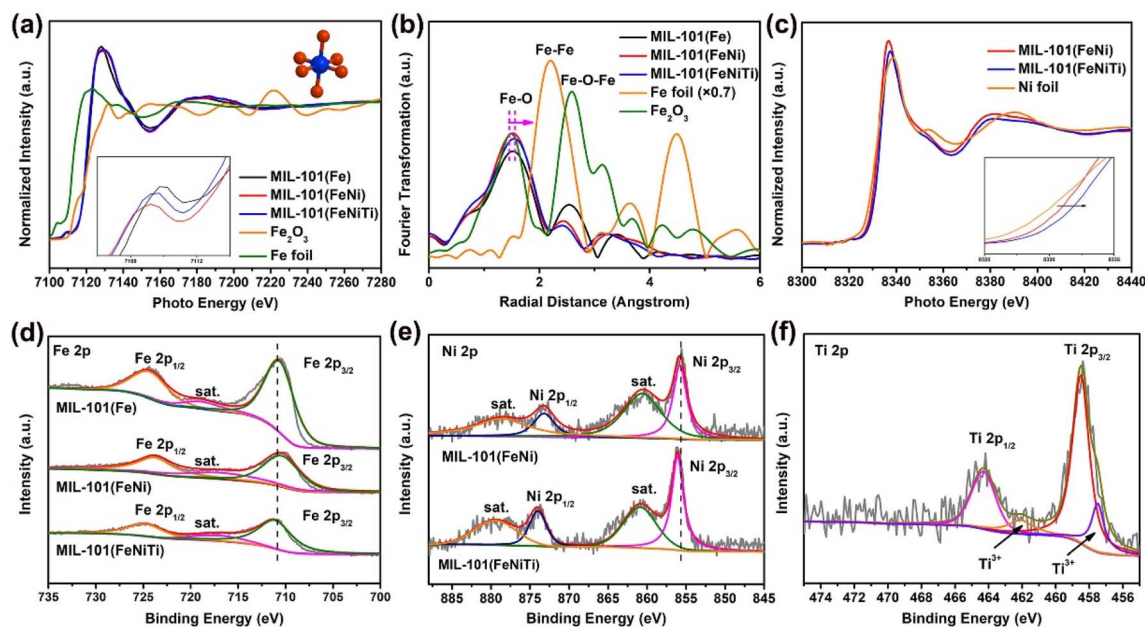 (a)
Normalized Intensity (a.u.)
MIL-101(Fe)
MIL-101(FeNi)
MIL-101(FeNiTi)
Fe2O3
Fe foil
7108 7112
7100 7120 7140 7160 7180 7200 7220 7240 7260 7280
Photo Energy (eV)
(b)
Fourier Transformation (a.u.)
Fe-Fe
Fe-O-Fe
Fe-O
MIL-101(Fe)
MIL-101(FeNi)
MIL-101(FeNiTi)
Fe foil (×0.7)
Fe2O3
0 2 4 6
Radial Distance (Angstrom)
(c)
Normalized Intensity (a.u.)
MIL-101(FeNi)
MIL-101(FeNiTi)
Ni foil
8325 8330 8335
8300 8320 8340 8360 8380 8400 8420 8440
Photo Energy (eV)
(d)
Intensity (a.u.)
Fe 2p
Fe 2p1/2
sat.
Fe 2p3/2
MIL-101(Fe)
Fe 2p1/2
sat.
Fe 2p3/2
MIL-101(FeNi)
Fe 2p1/2
sat.
Fe 2p3/2
MIL-101(FeNiTi)
735 730 725 720 715 710 705 700
Binding Energy (eV)
(e)
Intensity (a.u.)
Ni 2p
sat.
Ni 2p1/2
sat.
Ni 2p3/2
MIL-101(FeNi)
sat.
Ni 2p1/2
sat.
Ni 2p3/2
MIL-101(FeNiTi)
885 880 875 870 865 860 855 850 845
Binding Energy (eV)
(f)
Intensity (a.u.)
Ti 2p
Ti 2p3/2
Ti 2p1/2
Ti3+
Ti3+
474 472 470 468 466 464 462 460 458 456
Binding Energy (eV)